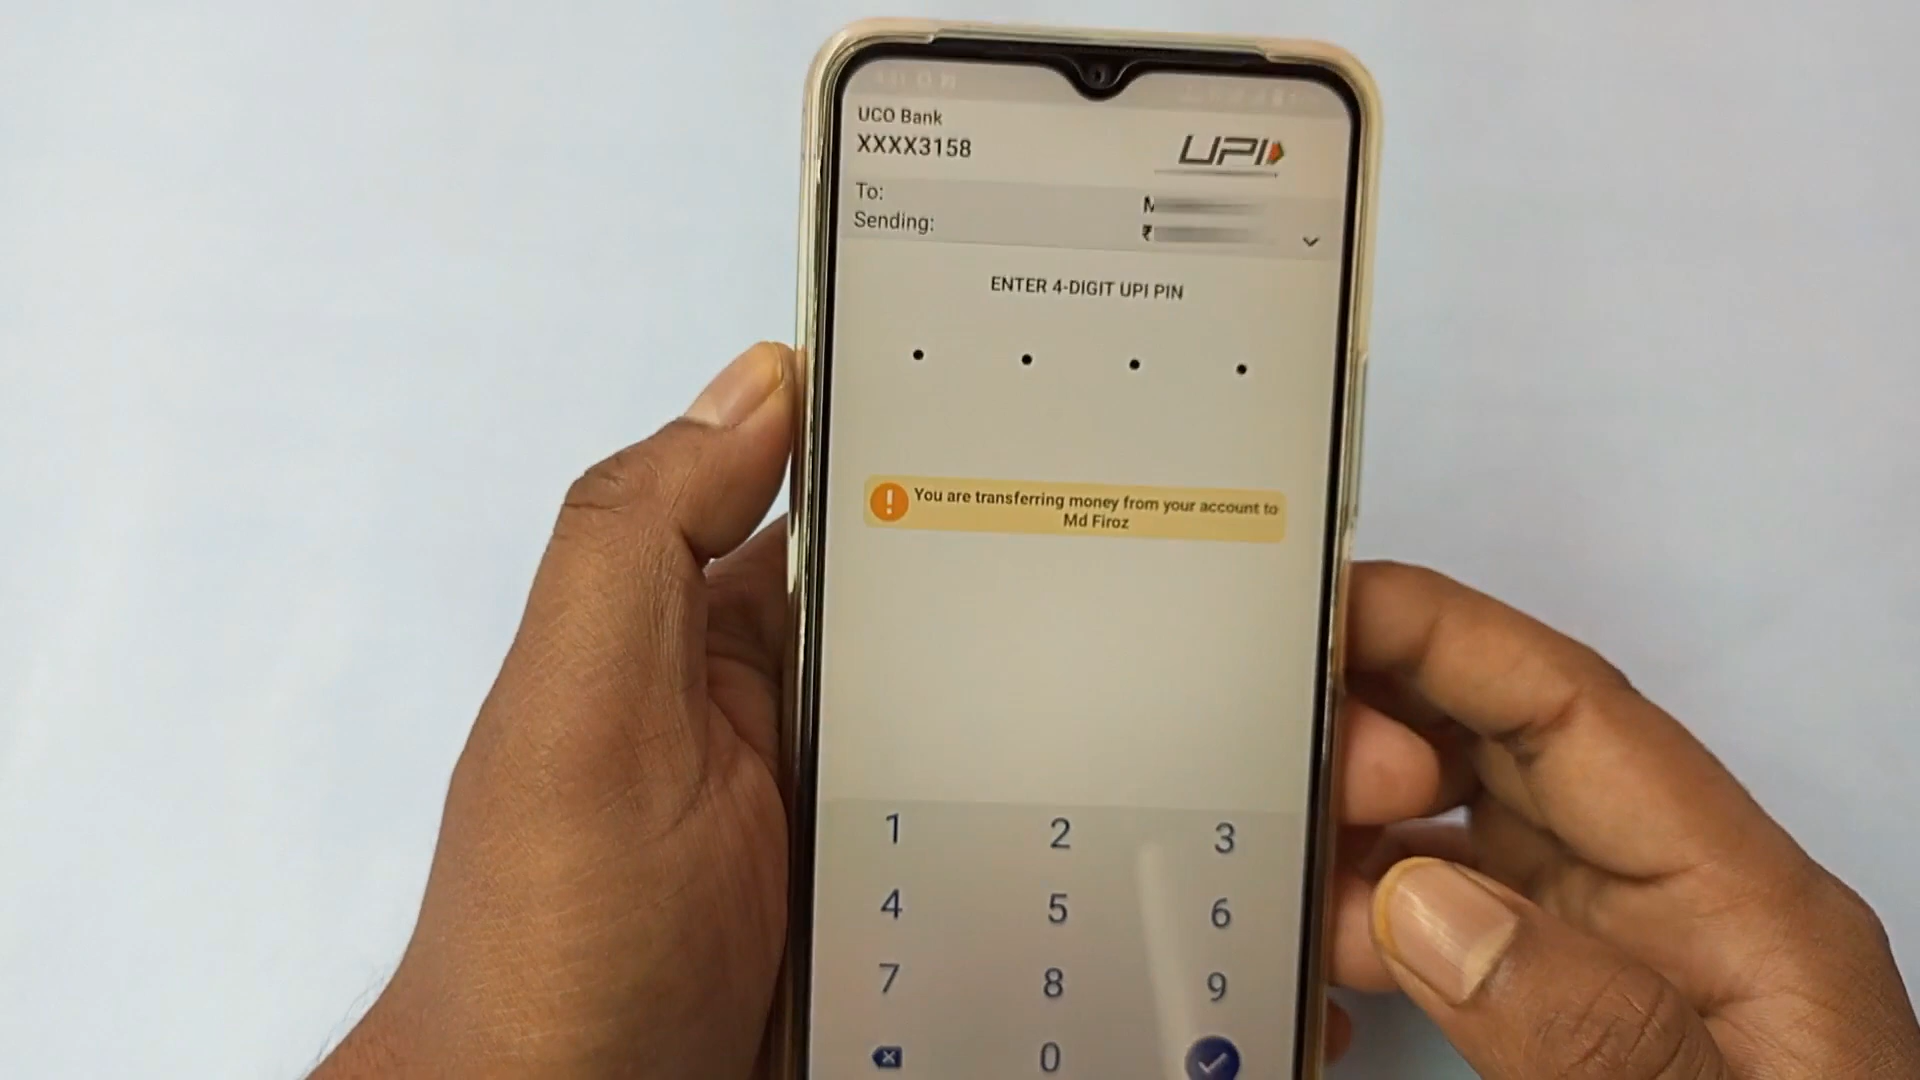 UCO Bank
XXXX3158
UPI
To: M
Sending: ₹
ENTER 4-DIGIT UPI PIN
You are transferring money from your account to
Md Firoz
1 2 3
4 5 6
7 8 9
0